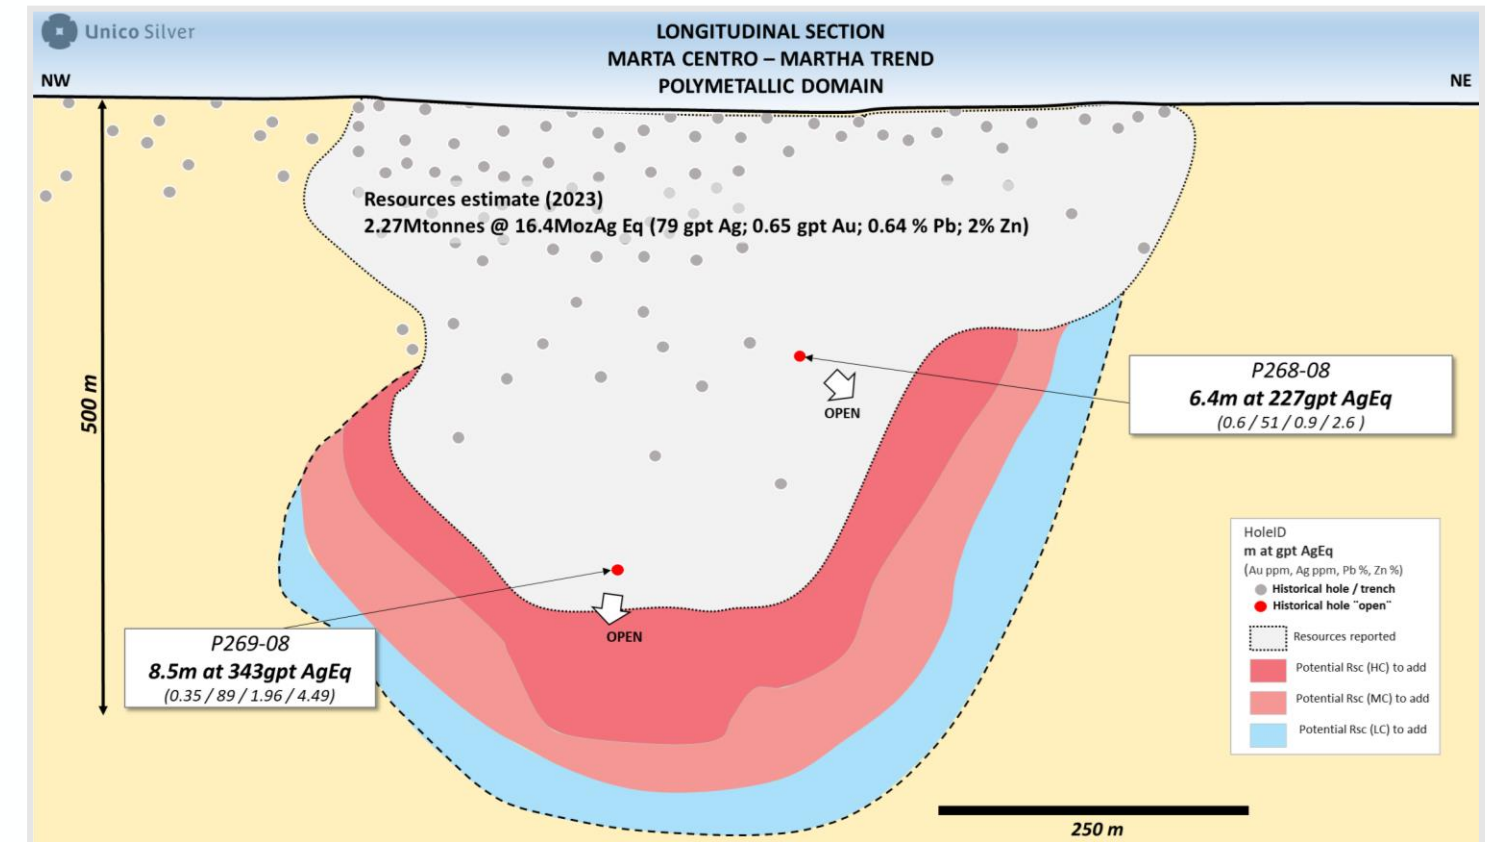 Unico Silver
LONGITUDINAL SECTION
MARTA CENTRO – MARTHA TREND
POLYMETALLIC DOMAIN
NW
NE
Resources estimate (2023)
2.27Mtonnes @ 16.4MozAg Eq (79 gpt Ag; 0.65 gpt Au; 0.64 % Pb; 2% Zn)
500 m
P268-08
6.4m at 227gpt AgEq
(0.6 / 51 / 0.9 / 2.6 )
OPEN
P269-08
8.5m at 343gpt AgEq
(0.35 / 89 / 1.96 / 4.49)
OPEN
HoleID
m at gpt AgEq
(Au ppm, Ag ppm, Pb %, Zn %)
Historical hole / trench
Historical hole ¨open¨
Resources reported
Potential Rsc (HC) to add
Potential Rsc (MC) to add
Potential Rsc (LC) to add
250 m